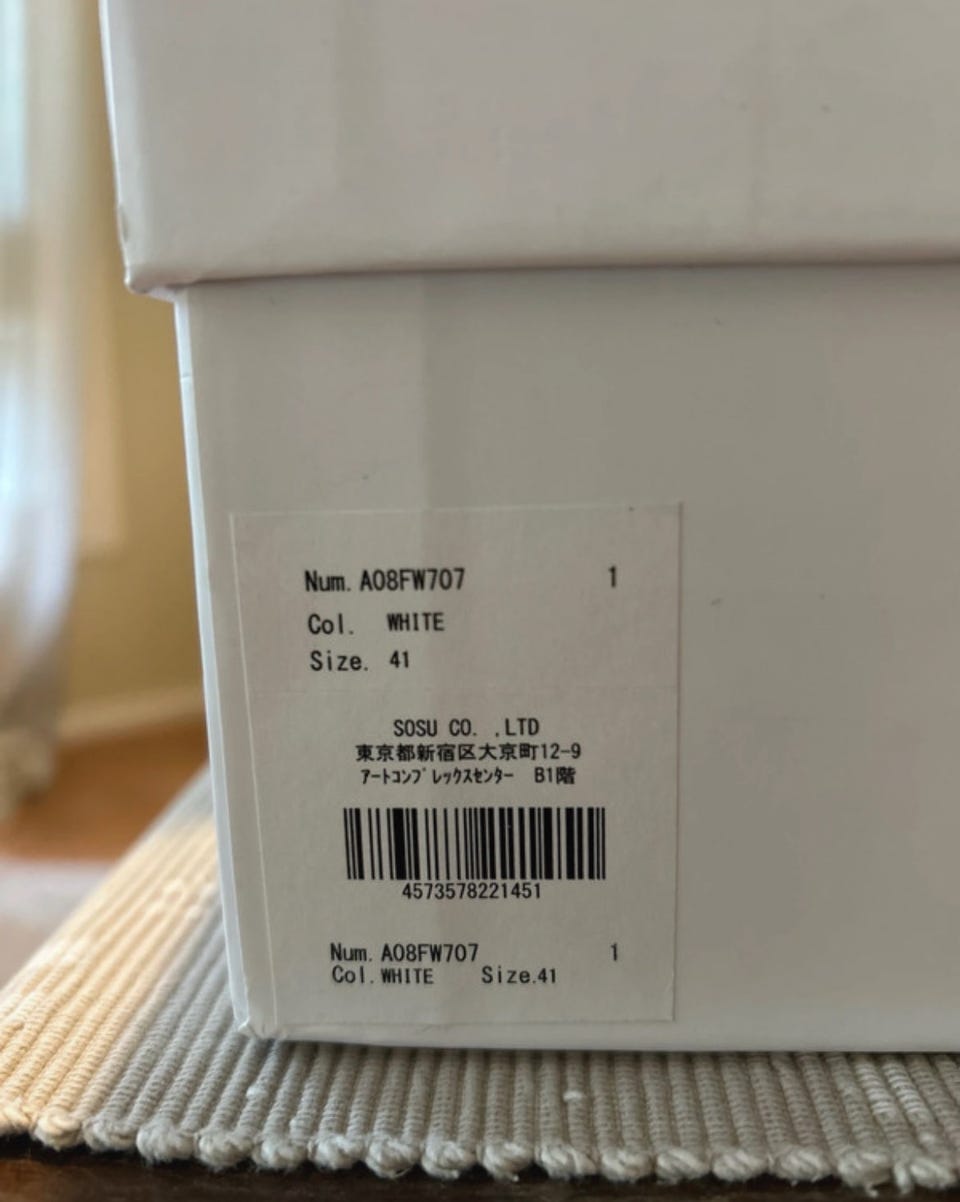 Num. A08FW707 1
Col. WHITE
Size. 41
SOSU CO. ,LTD
東京都新宿区大京町12-9
ｱｰﾄｺﾝﾌﾟﾚｯｸｽｾﾝﾀｰ B1階
4573578221451
Num. A08FW707 1
Col. WHITE Size.41